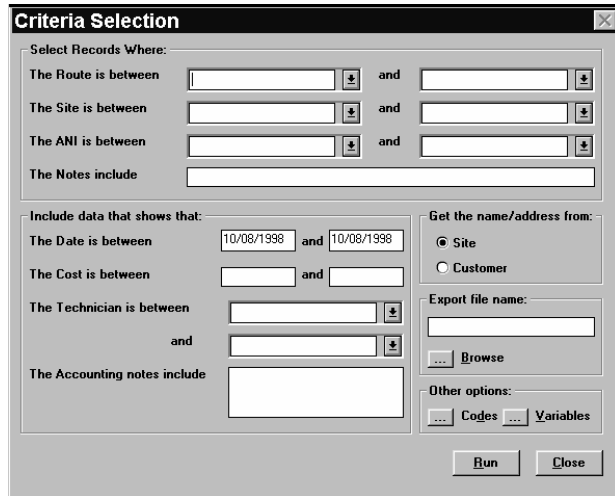 Criteria Selection
Select Records Where:
The Route is between and
The Site is between and
The ANI is between and
The Notes include
Include data that shows that:
The Date is between 10/08/1998 and 10/08/1998
The Cost is between and
The Technician is between
and
The Accounting notes include
Get the name/address from:
Site
Customer
Export file name:
... Browse
Other options:
... Codes ... Variables
Run Close